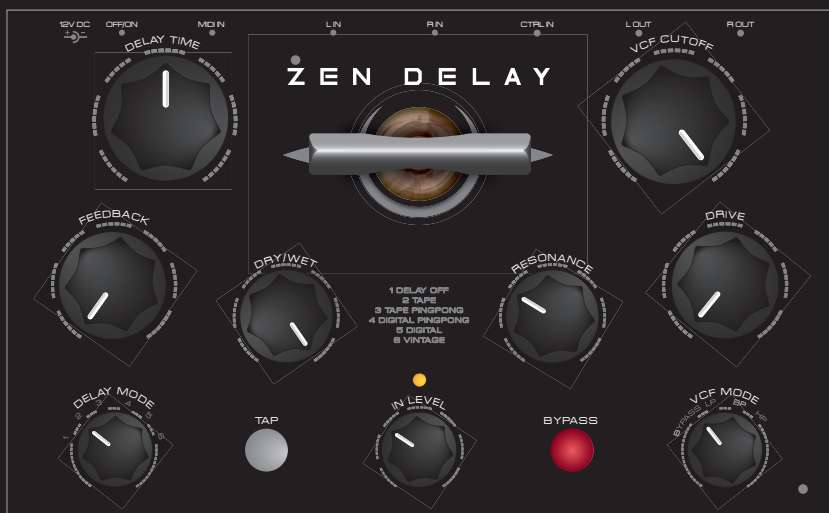 12V DC OFF/ON MIDI IN L IN R IN CTRL IN L OUT R OUT
+ -
DELAY TIME
VCF CUTOFF
ZEN DELAY
FEEDBACK
DRIVE
DRY/WET
RESONANCE
1 DELAY OFF
2 TAPE
3 TAPE PINGPONG
4 DIGITAL PINGPONG
5 DIGITAL
6 VINTAGE
DELAY MODE
1 2 3 4 5 6
TAP
IN LEVEL
BYPASS
VCF MODE
BYPASS LP BP HP